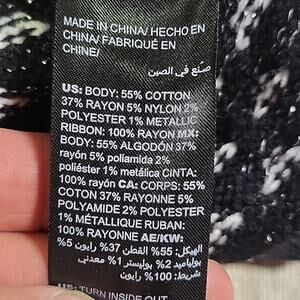 MADE IN CHINA/ HECHO EN
CHINA/ FABRIQUÉ EN
CHINE/
صنع في الصين
US: BODY: 55% COTTON
37% RAYON 5% NYLON 2%
POLYESTER 1% METALLIC
RIBBON: 100% RAYON MX:
BODY: 55% ALGODÓN 37%
rayón 5% poliamida 2%
poliéster 1% metálica CINTA:
100% rayón CA: CORPS: 55%
COTON 37% RAYONNE 5%
POLYAMIDE 2% POLYESTER
1% MÉTALLIQUE RUBAN:
100% RAYONNE AE/KW:
الهيكل: 55% القطن 37% رايون 5%
بولياميد 2% بوليستر 1% معدني
شريط: 100% رايون
US: TURN INSIDE OUT